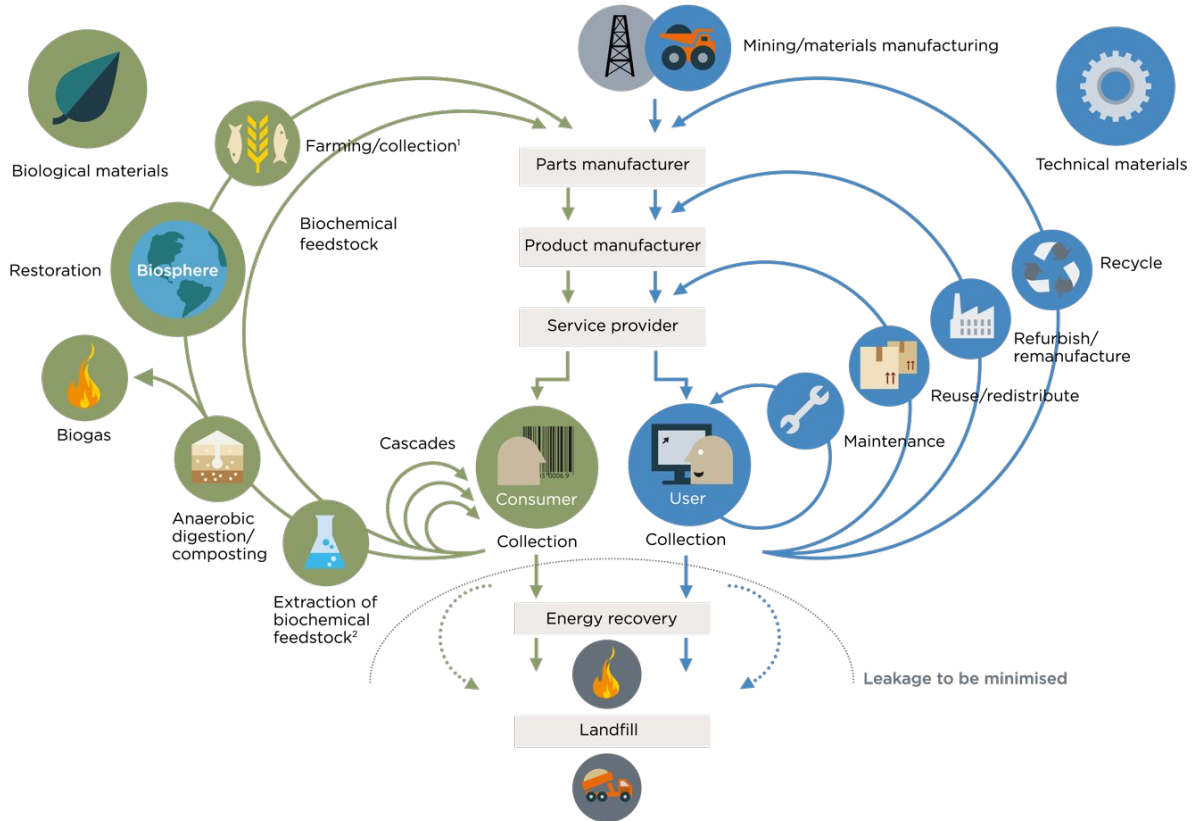 Mining/materials manufacturing
Biological materials
Technical materials
Farming/collection¹
Parts manufacturer
Biochemical
feedstock
Product manufacturer
Restoration
Biosphere
Recycle
Service provider
Refurbish/
remanufacture
Reuse/redistribute
Biogas
Cascades
Maintenance
Consumer
User
Anaerobic
digestion/
composting
Collection
Collection
Extraction of
biochemical
feedstock²
Energy recovery
Leakage to be minimised
Landfill